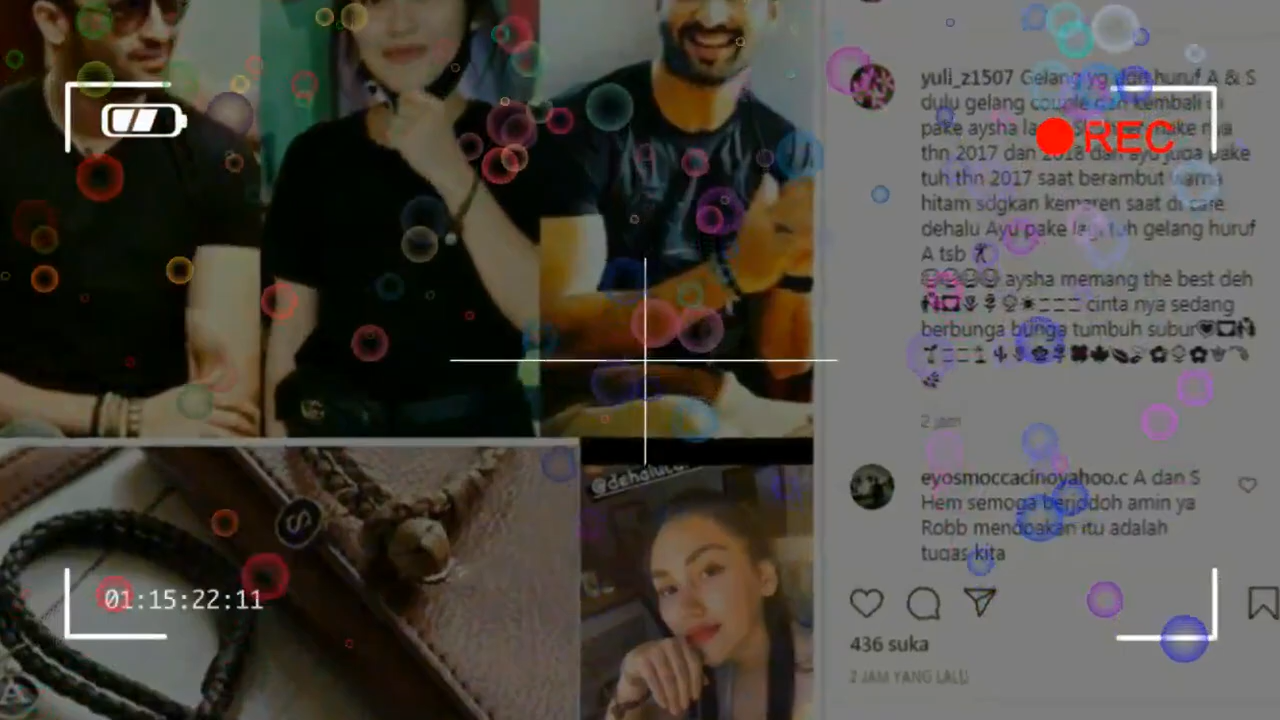 yuli_z1507 Gelang yg dari huruf A & S
dulu gelang couple dan kembali di
pake aysha la
REC
nya
thn 2017 dan 2018 dan ayu juga pake
tuh thn 2017 saat berambut warna
hitam sdgkan kemaren saat di cafe
dehalu Ayu pake lagi tuh gelang huruf
A tsb
aysha memang the best deh
cinta nya sedang
berbunga bunga tumbuh subur
2 jam
@dehalu
eyosmoccacinoyahoo.c A dan S
Hem semoga berjodoh amin ya
Robb mendoakan itu adalah
tugas kita
S
A
01:15:22:11
436 suka
2 JAM YANG LALU